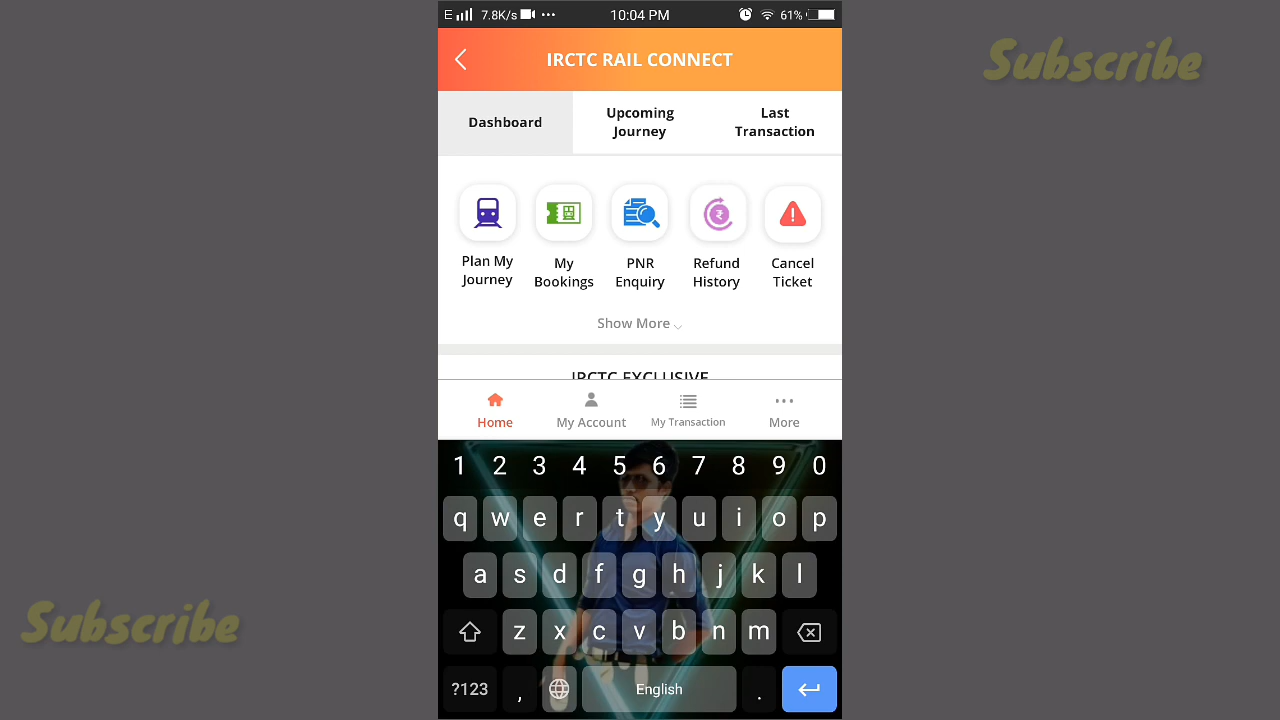 E 7.8K/s 10:04 PM 61%
Subscribe
IRCTC RAIL CONNECT
Dashboard
Upcoming
Journey
Last
Transaction
Plan My
Journey
My
Bookings
PNR
Enquiry
Refund
History
Cancel
Ticket
Show More
IRCTC EXCLUSIVE
Home
My Account
My Transaction
More
1 2 3 4 5 6 7 8 9 0
q w e r t y u i o p
a s d f g h j k l
Subscribe
z x c v b n m
?123 , English .